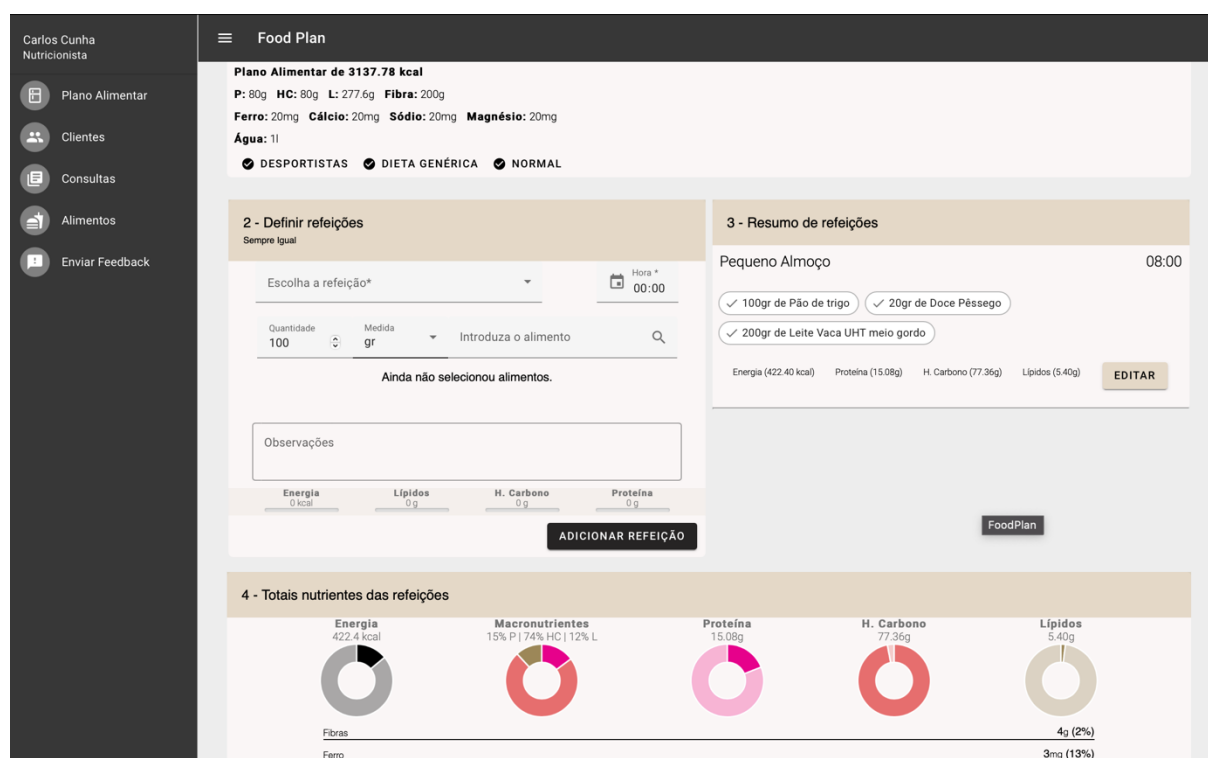 Carlos Cunha
Nutricionista
Plano Alimentar
Clientes
Consultas
Alimentos
Enviar Feedback
Food Plan
Plano Alimentar de 3137.78 kcal
P: 80g HC: 80g L: 277.6g Fibra: 200g
Ferro: 20mg Cálcio: 20mg Sódio: 20mg Magnésio: 20mg
Água: 1l
DESPORTISTAS DIETA GENÉRICA NORMAL
2 - Definir refeições
Sempre Igual
Escolha a refeição*
Hora *
00:00
Quantidade
100
Medida
gr
Introduza o alimento
Ainda não selecionou alimentos.
Observações
Energia Lípidos H. Carbono Proteína
0 kcal 0 g 0 g 0 g
ADICIONAR REFEIÇÃO
3 - Resumo de refeições
Pequeno Almoço 08:00
100gr de Pão de trigo 20gr de Doce Pêssego
200gr de Leite Vaca UHT meio gordo
Energia (422.40 kcal) Proteína (15.08g) H. Carbono (77.36g) Lípidos (5.40g) EDITAR
FoodPlan
4 - Totais nutrientes das refeições
Energia Macronutrientes Proteína H. Carbono Lípidos
422.4 kcal 15% P | 74% HC | 12% L 15.08g 77.36g 5.40g
Fibras 4g (2%)
Ferro 3mg (13%)